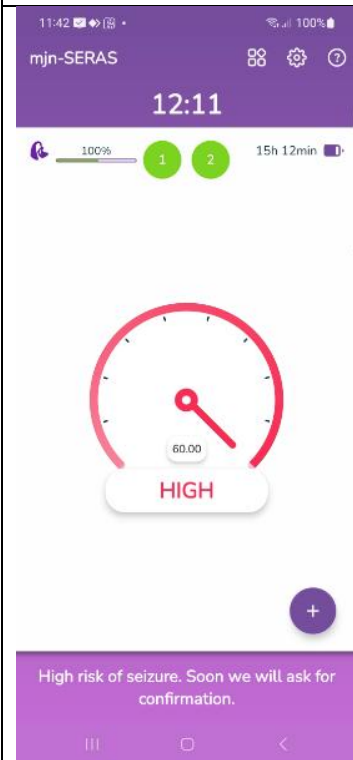 11:42 100%
mjn-SERAS
12:11
100% 1 2 15h 12min
60.00
HIGH
+
High risk of seizure. Soon we will ask for
confirmation.